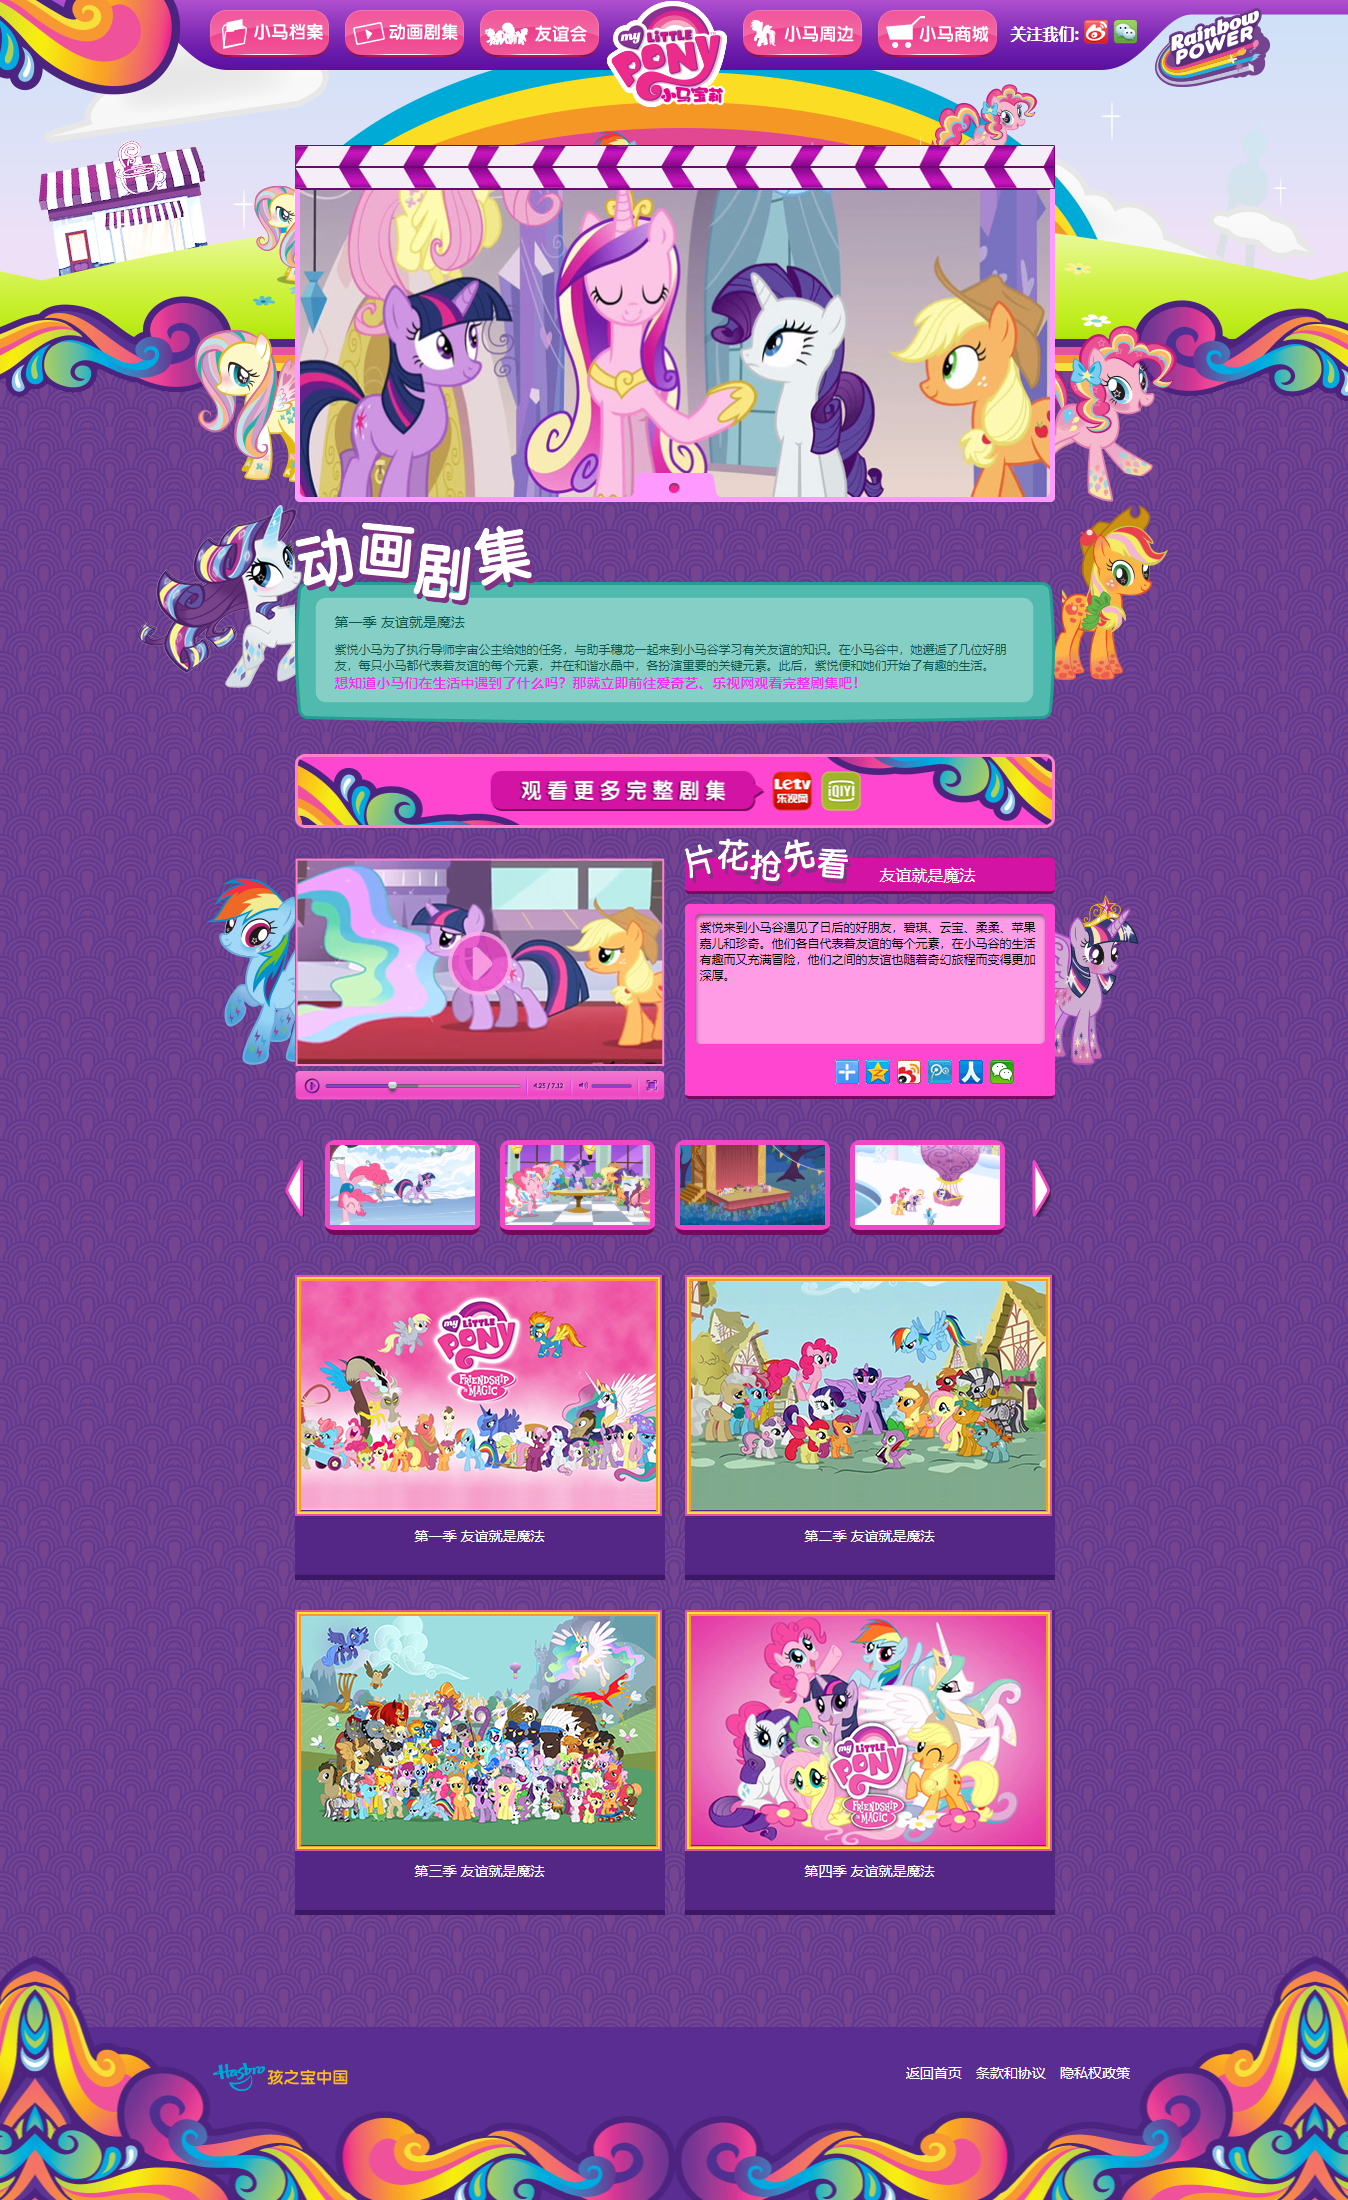 小马档案
动画剧集
友谊会
my LiTTLE PONY
小马宝莉
小马周边
小马商城
关注我们:
Rainbow POWER
动画剧集
第一季 友谊就是魔法
紫悦小马为了执行导师宇宙公主给她的任务，与助手穗龙一起来到小马谷学习有关友谊的知识。在小马谷中，她邂逅了几位好朋
友，每只小马都代表着友谊的每个元素，并在和谐水晶中，各扮演重要的关键元素。此后，紫悦便和她们开始了有趣的生活。
想知道小马们在生活中遇到了什么吗？那就立即前往爱奇艺、乐视网观看完整剧集吧！
观看更多完整剧集
Letv
乐视网
iQIYI
片花抢先看
友谊就是魔法
紫悦来到小马谷遇见了日后的好朋友，碧琪、云宝、柔柔、苹果
嘉儿和珍奇。他们各自代表着友谊的每个元素，在小马谷的生活
有趣而又充满冒险，他们之间的友谊也随着奇幻旅程而变得更加
深厚。
4.25 / 7.12
my LiTTLE PONY
FRIENDSHIP is MAGIC
第一季 友谊就是魔法
第二季 友谊就是魔法
my LiTTLE PONY
FRIENDSHIP is MAGIC
第三季 友谊就是魔法
第四季 友谊就是魔法
Hasbro 孩之宝中国
返回首页 条款和协议 隐私权政策